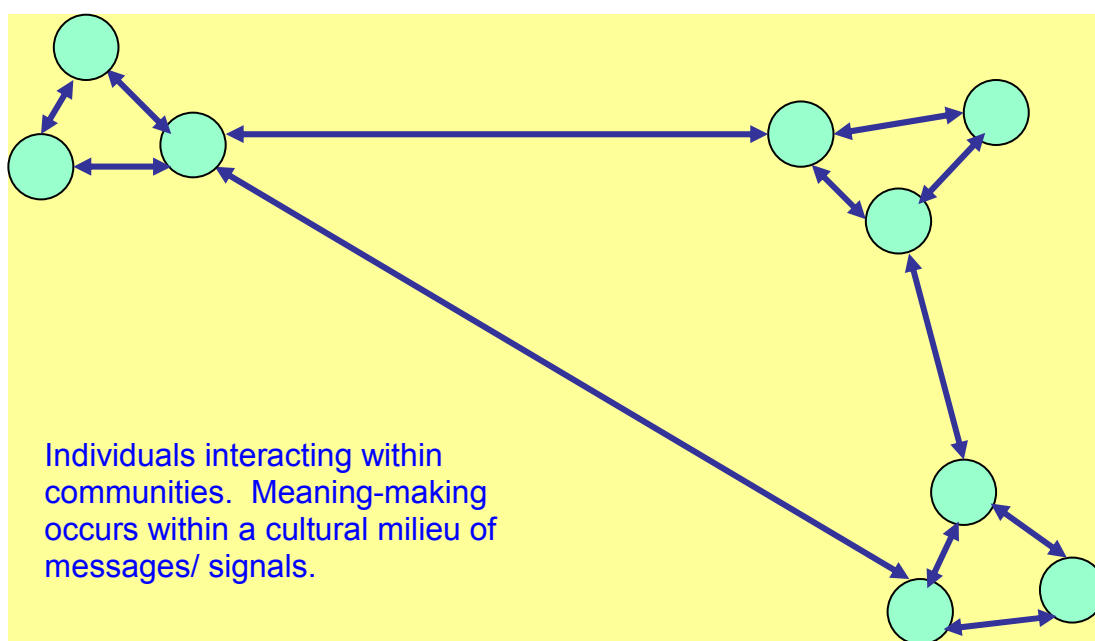 Individuals interacting within
communities.  Meaning-making
occurs within a cultural milieu of
messages/ signals.